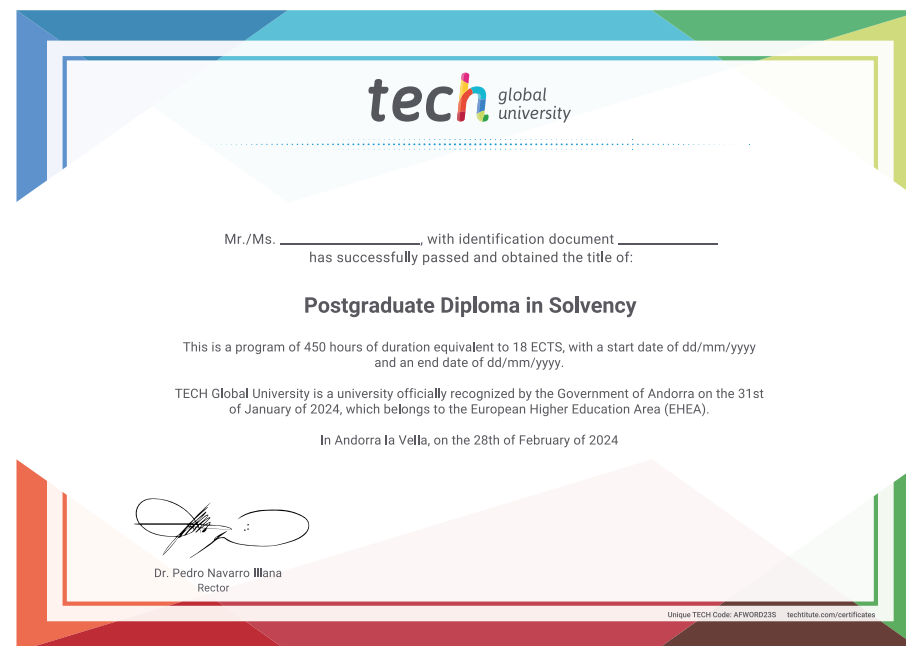 tech global university
Mr./Ms. ____________________, with identification document ______________
has successfully passed and obtained the title of:
Postgraduate Diploma in Solvency
This is a program of 450 hours of duration equivalent to 18 ECTS, with a start date of dd/mm/yyyy
and an end date of dd/mm/yyyy.
TECH Global University is a university officially recognized by the Government of Andorra on the 31st
of January of 2024, which belongs to the European Higher Education Area (EHEA).
In Andorra la Vella, on the 28th of February of 2024
Dr. Pedro Navarro Illana
Rector
Unique TECH Code: AFWORD23S techtitute.com/certificates